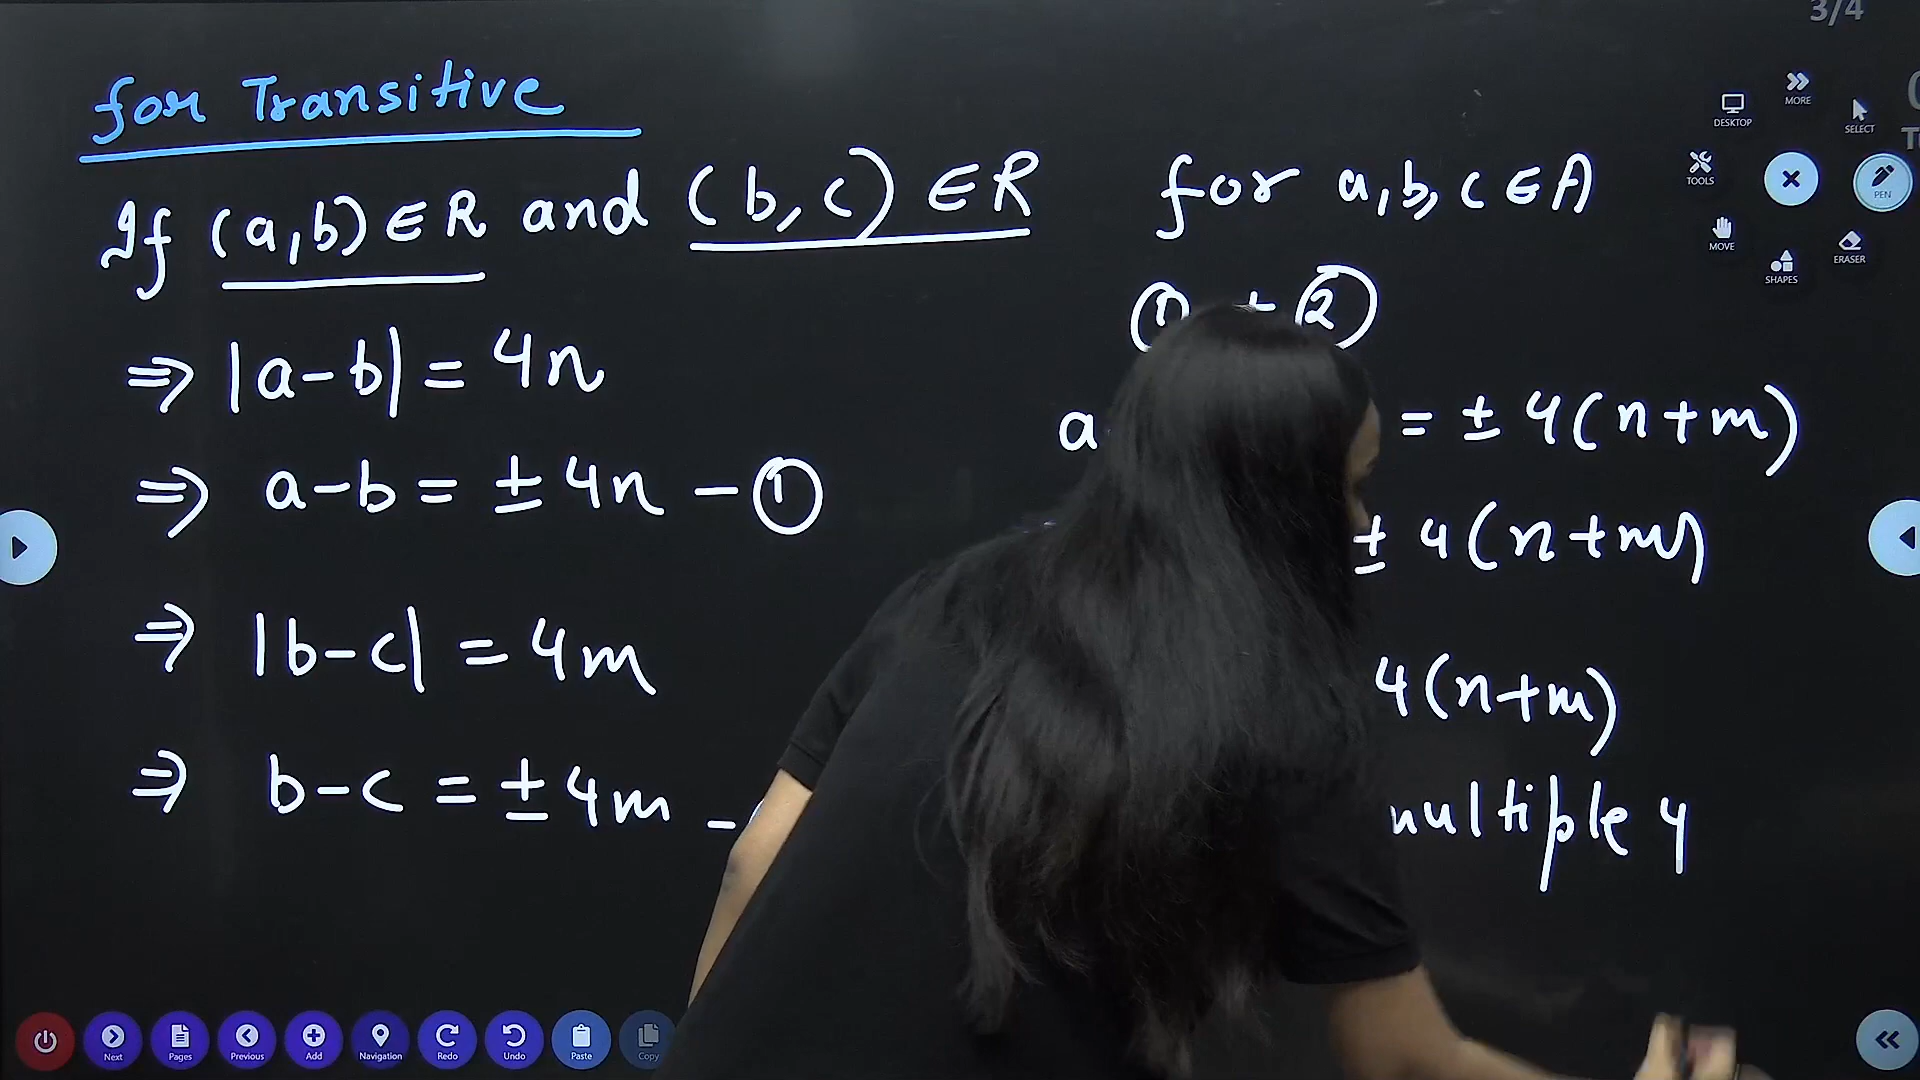 3/4
for Transitive
If (a,b) ∈ R and (b,c) ∈ R for a,b,c ∈ A
⇒ |a-b| = 4n
⇒ a-b = ± 4n - ①
⇒ |b-c| = 4m
⇒ b-c = ± 4m -
① + ②
a = ± 4(n+m)
± 4(n+m)
4(n+m)
multiple 4
DESKTOP
MORE
SELECT
TOOLS
PEN
MOVE
SHAPES
ERASER
Next
Pages
Previous
Add
Navigation
Redo
Undo
Paste
Copy